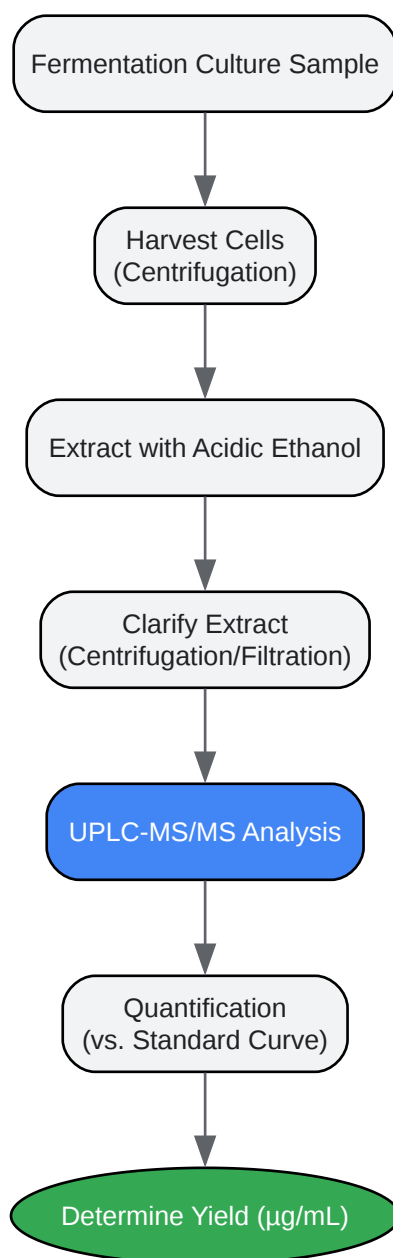 Fermentation Culture Sample
Harvest Cells
(Centrifugation)
Extract with Acidic Ethanol
Clarify Extract
(Centrifugation/Filtration)
UPLC-MS/MS Analysis
Quantification
(vs. Standard Curve)
Determine Yield (µg/mL)